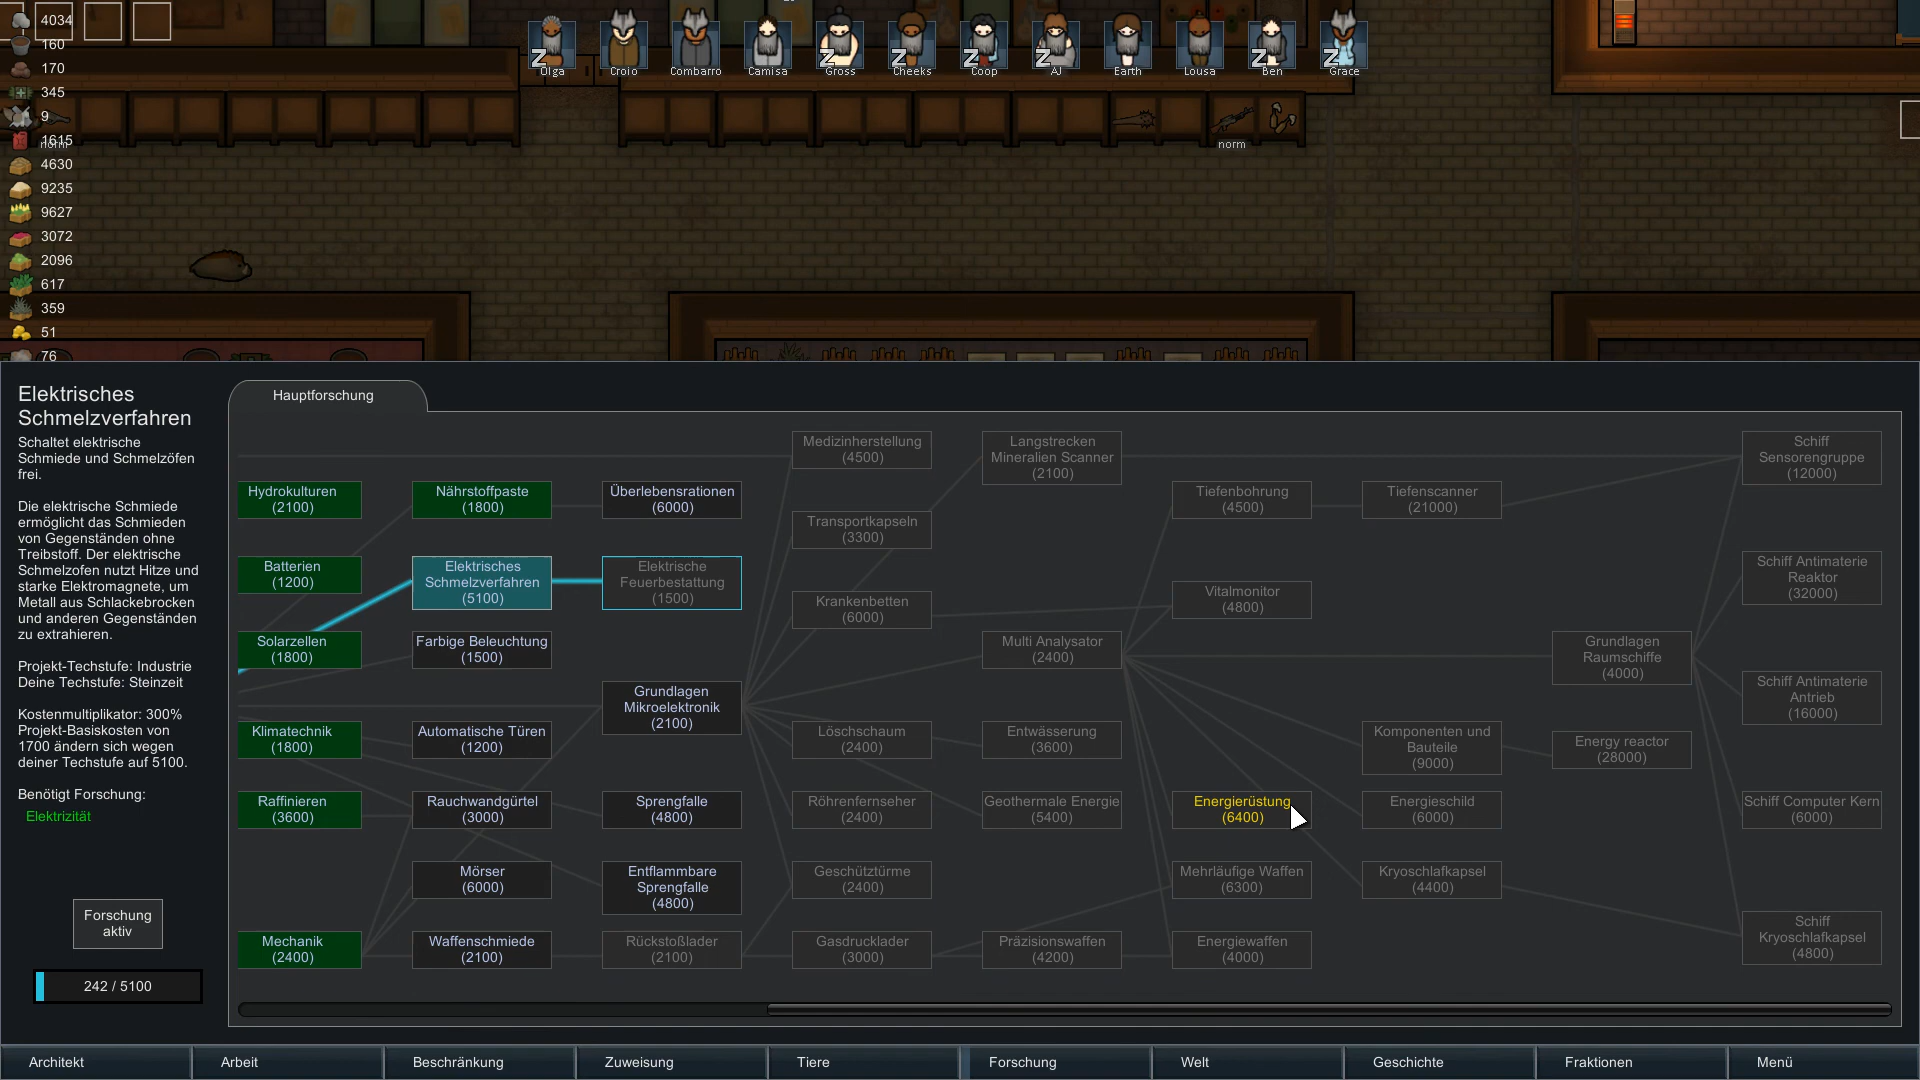 4034
160
170
345
9
1615
norm
4630
9235
9627
3072
2096
617
359
51
76
Z Olga
Croio
Combarro
Camisa
Z Gross
Z Cheeks
Z Coop
Z AJ
Earth
Lousa
Z Ben
Z Grace
norm
Elektrisches
Schmelzverfahren
Schaltet elektrische
Schmiede und Schmelzöfen
frei.
Die elektrische Schmiede
ermöglicht das Schmieden
von Gegenständen ohne
Treibstoff. Der elektrische
Schmelzofen nutzt Hitze und
starke Elektromagnete, um
Metall aus Schlackebrocken
und anderen Gegenständen
zu extrahieren.
Projekt-Techstufe: Industrie
Deine Techstufe: Steinzeit
Kostenmultiplikator: 300%
Projekt-Basiskosten von
1700 ändern sich wegen
deiner Techstufe auf 5100.
Benötigt Forschung:
Elektrizität
Forschung
aktiv
242 / 5100
Hauptforschung
Hydrokulturen
(2100)
Batterien
(1200)
Solarzellen
(1800)
Klimatechnik
(1800)
Raffinieren
(3600)
Mechanik
(2400)
Nährstoffpaste
(1800)
Elektrisches
Schmelzverfahren
(5100)
Farbige Beleuchtung
(1500)
Automatische Türen
(1200)
Rauchwandgürtel
(3000)
Mörser
(6000)
Waffenschmiede
(2100)
Überlebensrationen
(6000)
Elektrische
Feuerbestattung
(1500)
Grundlagen
Mikroelektronik
(2100)
Sprengfalle
(4800)
Entflammbare
Sprengfalle
(4800)
Rückstoßlader
(2100)
Medizinherstellung
(4500)
Transportkapseln
(3300)
Krankenbetten
(6000)
Löschschaum
(2400)
Röhrenfernseher
(2400)
Geschütztürme
(2400)
Gasdrucklader
(3000)
Langstrecken
Mineralien Scanner
(2100)
Multi Analysator
(2400)
Entwässerung
(3600)
Geothermale Energie
(5400)
Präzisionswaffen
(4200)
Tiefenbohrung
(4500)
Vitalmonitor
(4800)
Energierüstung
(6400)
Mehrläufige Waffen
(6300)
Energiewaffen
(4000)
Tiefenscanner
(21000)
Komponenten und
Bauteile
(9000)
Energieschild
(6000)
Kryoschlafkapsel
(4400)
Grundlagen
Raumschiffe
(4000)
Energy reactor
(28000)
Schiff
Sensorengruppe
(12000)
Schiff Antimaterie
Reaktor
(32000)
Schiff Antimaterie
Antrieb
(16000)
Schiff Computer Kern
(6000)
Schiff
Kryoschlafkapsel
(4800)
Architekt
Arbeit
Beschränkung
Zuweisung
Tiere
Forschung
Welt
Geschichte
Fraktionen
Menü